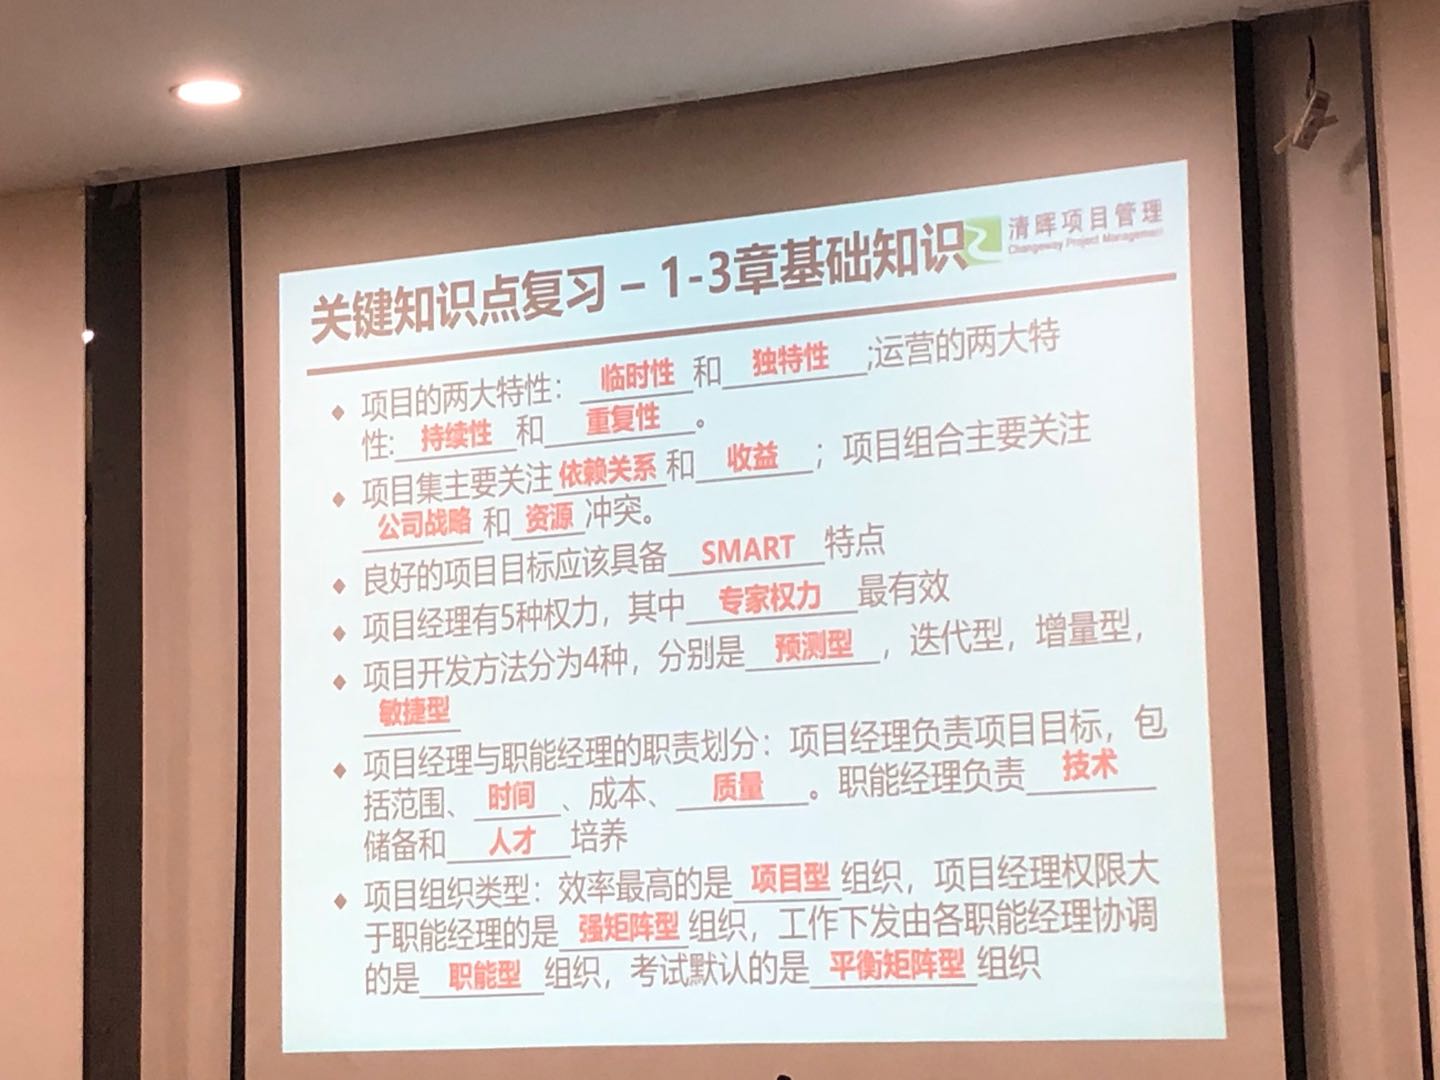 清晖项目管理
Changeway Project Management
关键知识点复习 – 1-3章基础知识
项目的两大特性： 临时性 和 独特性 ;运营的两大特
性: 持续性 和 重复性 。
项目集主要关注 依赖关系 和 收益 ；项目组合主要关注
公司战略 和 资源 冲突。
良好的项目目标应该具备 SMART 特点
项目经理有5种权力，其中 专家权力 最有效
项目开发方法分为4种，分别是 预测型 ，迭代型，增量型，
敏捷型
项目经理与职能经理的职责划分：项目经理负责项目目标，包
括范围、 时间 、成本、 质量 。职能经理负责 技术
储备和 人才 培养
项目组织类型：效率最高的是 项目型 组织，项目经理权限大
于职能经理的是 强矩阵型 组织，工作下发由各职能经理协调
的是 职能型 组织，考试默认的是 平衡矩阵型 组织